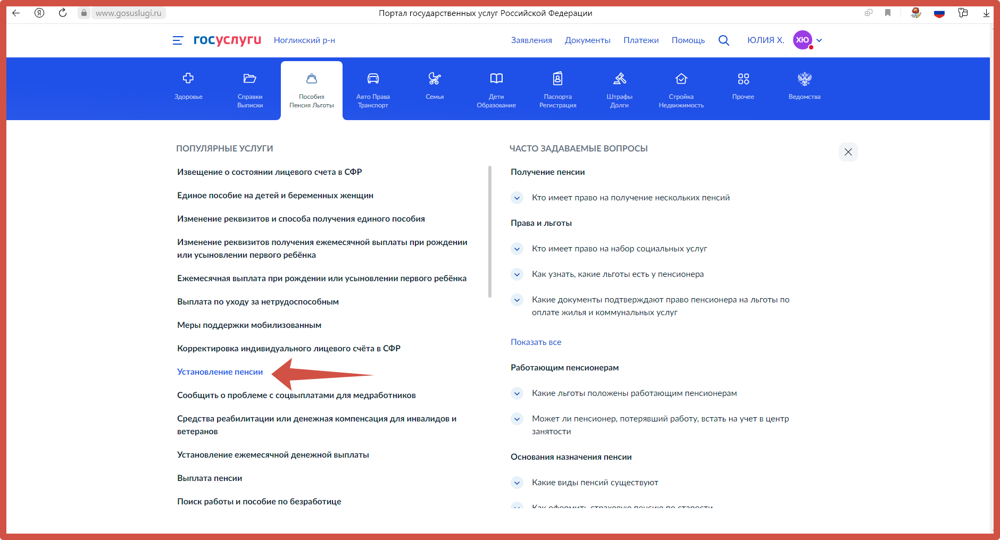 www.gosuslugi.ru
Портал государственных услуг Российской Федерации
госуслуги
Ногликский р-н
Заявления
Документы
Платежи
Помощь
ЮЛИЯ Х.
ХЮ
Здоровье
Справки
Выписки
Пособия
Пенсия Льготы
Авто Права
Транспорт
Семья
Дети
Образование
Паспорта
Регистрация
Штрафы
Долги
Стройка
Недвижимость
Прочее
Ведомства
ПОПУЛЯРНЫЕ УСЛУГИ
Извещение о состоянии лицевого счета в СФР
Единое пособие на детей и беременных женщин
Изменение реквизитов и способа получения единого пособия
Изменение реквизитов получения ежемесячной выплаты при рождении
или усыновлении первого ребёнка
Ежемесячная выплата при рождении или усыновлении первого ребёнка
Выплата по уходу за нетрудоспособным
Меры поддержки мобилизованным
Корректировка индивидуального лицевого счёта в СФР
Установление пенсии
Сообщить о проблеме с соцвыплатами для медработников
Средства реабилитации или денежная компенсация для инвалидов и
ветеранов
Установление ежемесячной денежной выплаты
Выплата пенсии
Поиск работы и пособие по безработице
ЧАСТО ЗАДАВАЕМЫЕ ВОПРОСЫ
Получение пенсии
Кто имеет право на получение нескольких пенсий
Права и льготы
Кто имеет право на набор социальных услуг
Как узнать, какие льготы есть у пенсионера
Какие документы подтверждают право пенсионера на льготы по
оплате жилья и коммунальных услуг
Показать все
Работающим пенсионерам
Какие льготы положены работающим пенсионерам
Может ли пенсионер, потерявший работу, встать на учет в центр
занятости
Основания назначения пенсии
Какие виды пенсий существуют
Как оформить страховую пенсию по старости